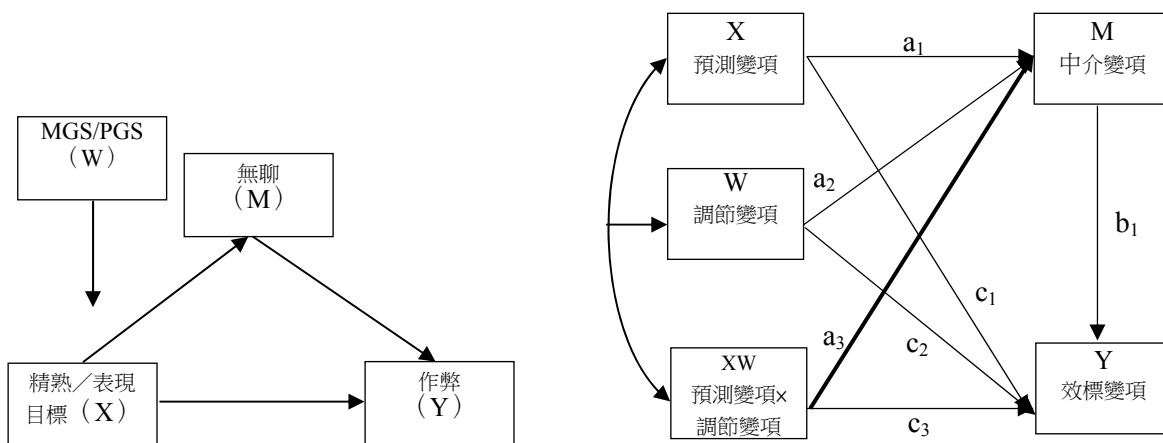 MGS/PGS
（W）
無聊
（M）
精熟／表現
目標（X）
作弊
（Y）
X
預測變項
a1
M
中介變項
W
調節變項
a2
b1
c1
a3
c2
XW
預測變項×
調節變項
c3
Y
效標變項